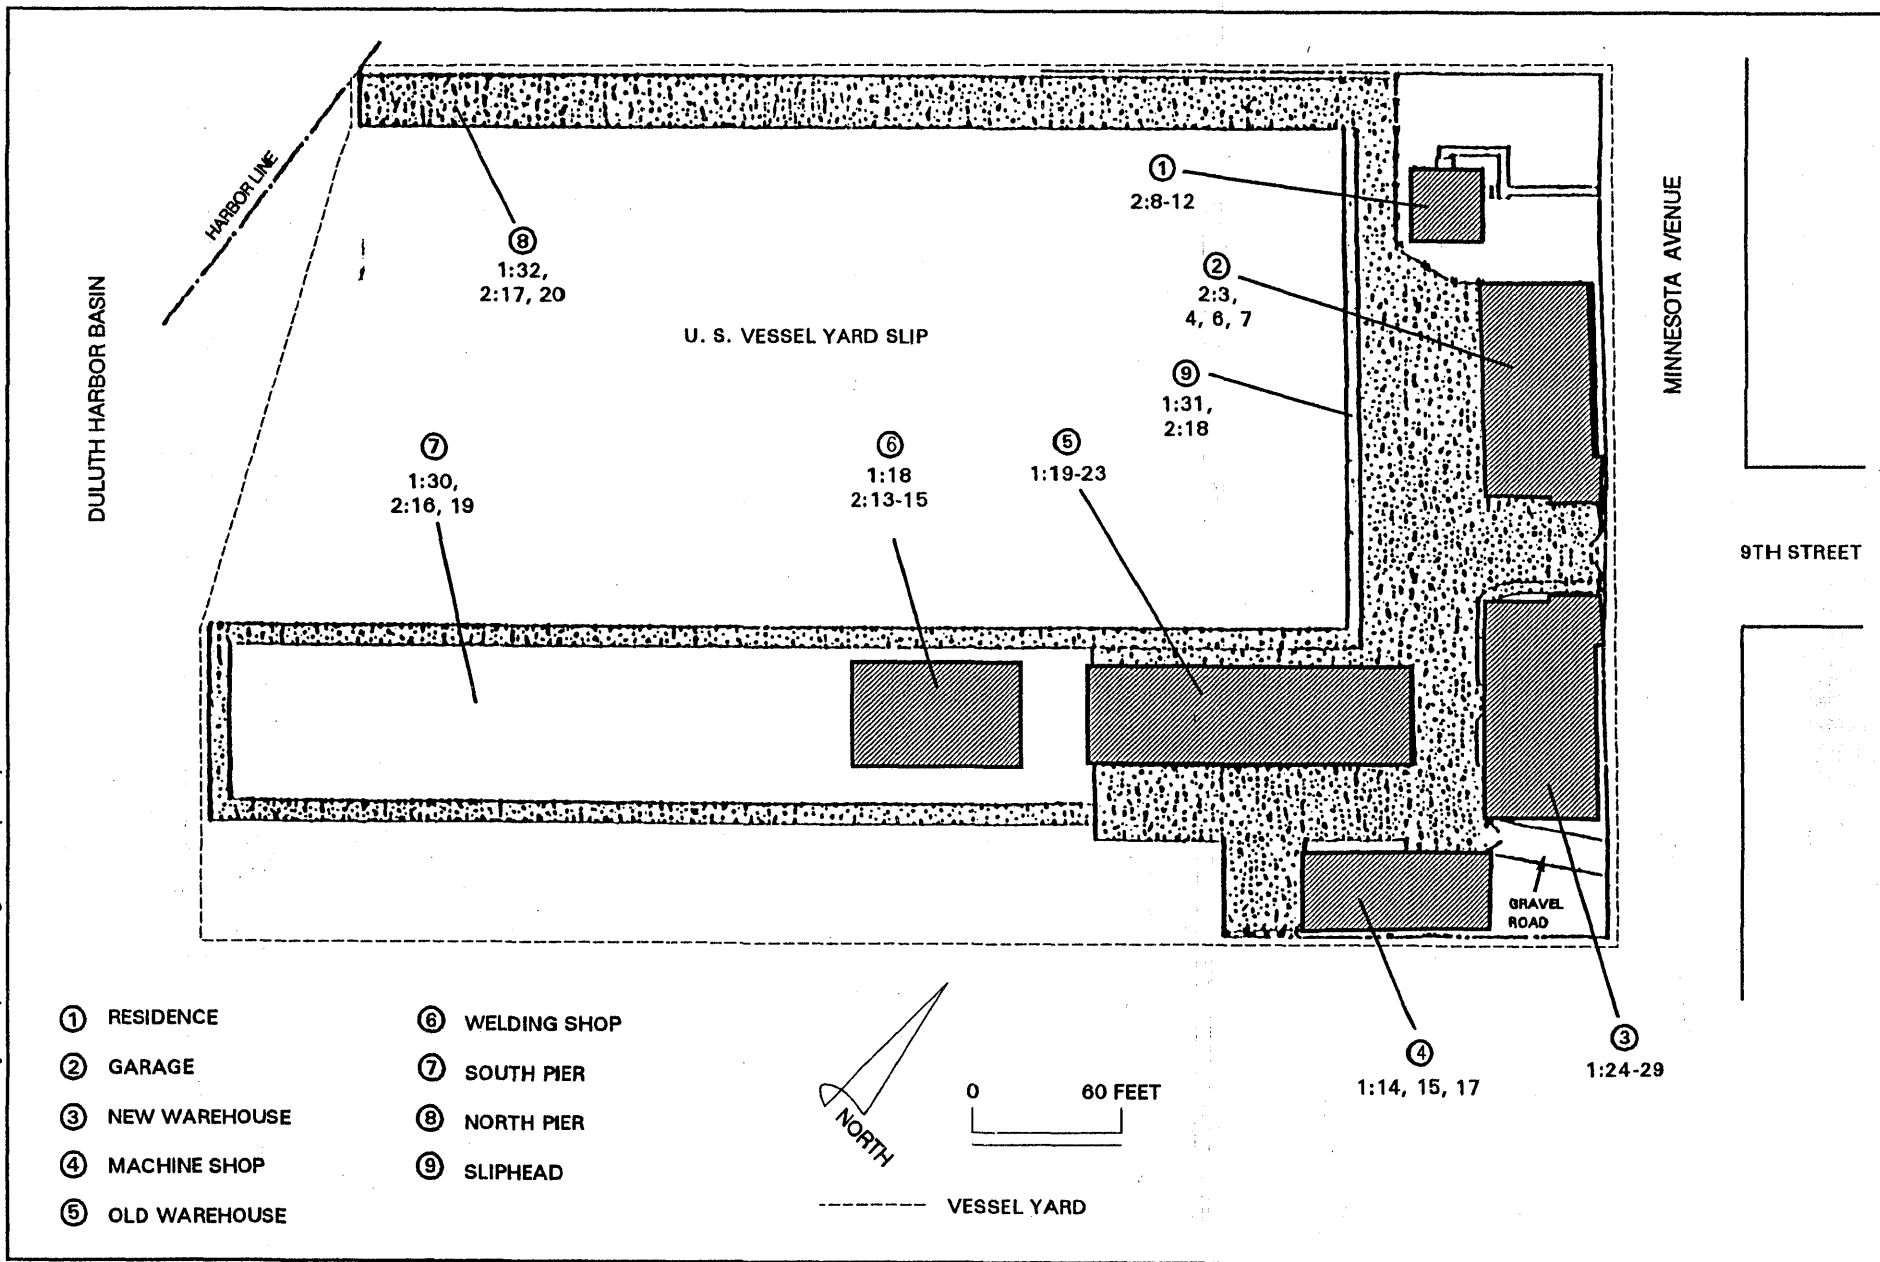 HARBOR LINE
DULUTH HARBOR BASIN
⑧
1:32,
2:17, 20
U. S. VESSEL YARD SLIP
①
2:8-12
②
2:3,
4, 6, 7
⑨
1:31,
2:18
MINNESOTA AVENUE
⑦
1:30,
2:16, 19
⑥
1:18
2:13-15
⑤
1:19-23
9TH STREET
GRAVEL
ROAD
③
1:24-29
④
1:14, 15, 17
① RESIDENCE
② GARAGE
③ NEW WAREHOUSE
④ MACHINE SHOP
⑤ OLD WAREHOUSE
⑥ WELDING SHOP
⑦ SOUTH PIER
⑧ NORTH PIER
⑨ SLIPHEAD
NORTH
0 60 FEET
VESSEL YARD